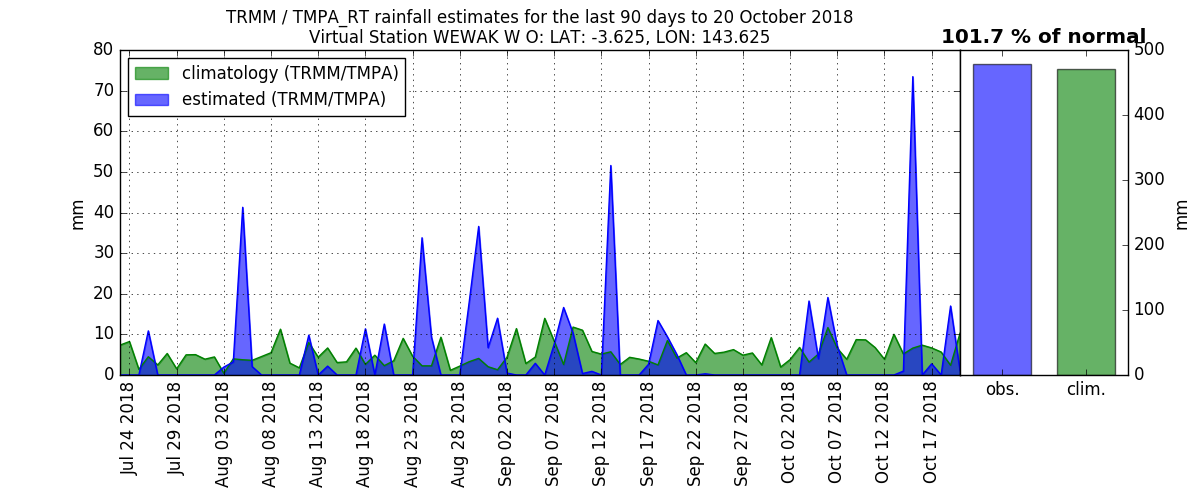 TRMM / TMPA_RT rainfall estimates for the last 90 days to 20 October 2018
Virtual Station WEWAK W O: LAT: -3.625, LON: 143.625
101.7 % of normal
climatology (TRMM/TMPA)
estimated (TRMM/TMPA)
80
70
60
50
40
30
20
10
0
mm
Jul 24 2018
Jul 29 2018
Aug 03 2018
Aug 08 2018
Aug 13 2018
Aug 18 2018
Aug 23 2018
Aug 28 2018
Sep 02 2018
Sep 07 2018
Sep 12 2018
Sep 17 2018
Sep 22 2018
Sep 27 2018
Oct 02 2018
Oct 07 2018
Oct 12 2018
Oct 17 2018
obs.
clim.
500
400
300
200
100
0
mm